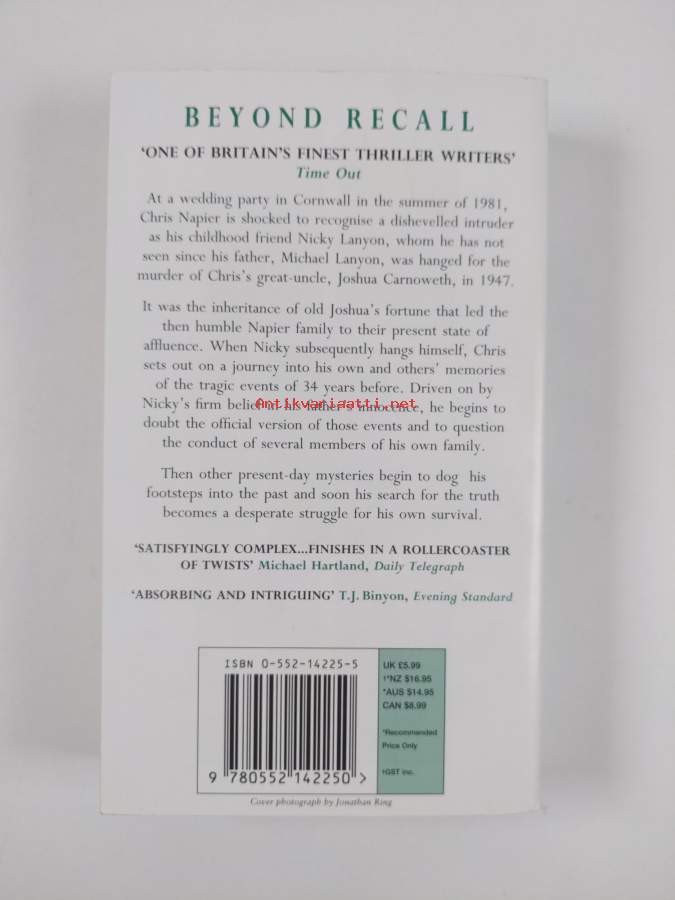 BEYOND RECALL
‘ONE OF BRITAIN’S FINEST THRILLER WRITERS’
Time Out
At a wedding party in Cornwall in the summer of 1981,
Chris Napier is shocked to recognise a dishevelled intruder
as his childhood friend Nicky Lanyon, whom he has not
seen since his father, Michael Lanyon, was hanged for the
murder of Chris’s great-uncle, Joshua Carnoweth, in 1947.
It was the inheritance of old Joshua’s fortune that led the
then humble Napier family to their present state of
affluence. When Nicky subsequently hangs himself, Chris
sets out on a journey into his own and others’ memories
of the tragic events of 34 years before. Driven on by
Nicky’s firm belief in his father’s innocence, he begins to
Antikvariaatti.net
doubt the official version of those events and to question
the conduct of several members of his own family.
Then other present-day mysteries begin to dog his
footsteps into the past and soon his search for the truth
becomes a desperate struggle for his own survival.
‘SATISFYINGLY COMPLEX...FINISHES IN A ROLLERCOASTER
OF TWISTS’ Michael Hartland, Daily Telegraph
‘ABSORBING AND INTRIGUING’ T.J. Binyon, Evening Standard
ISBN 0-552-14225-5
9 780552 142250 >
UK £5.99
†*NZ $16.95
*AUS $14.95
CAN $8.99
*Recommended
Price Only
†GST inc.
Cover photograph by Jonathan Ring